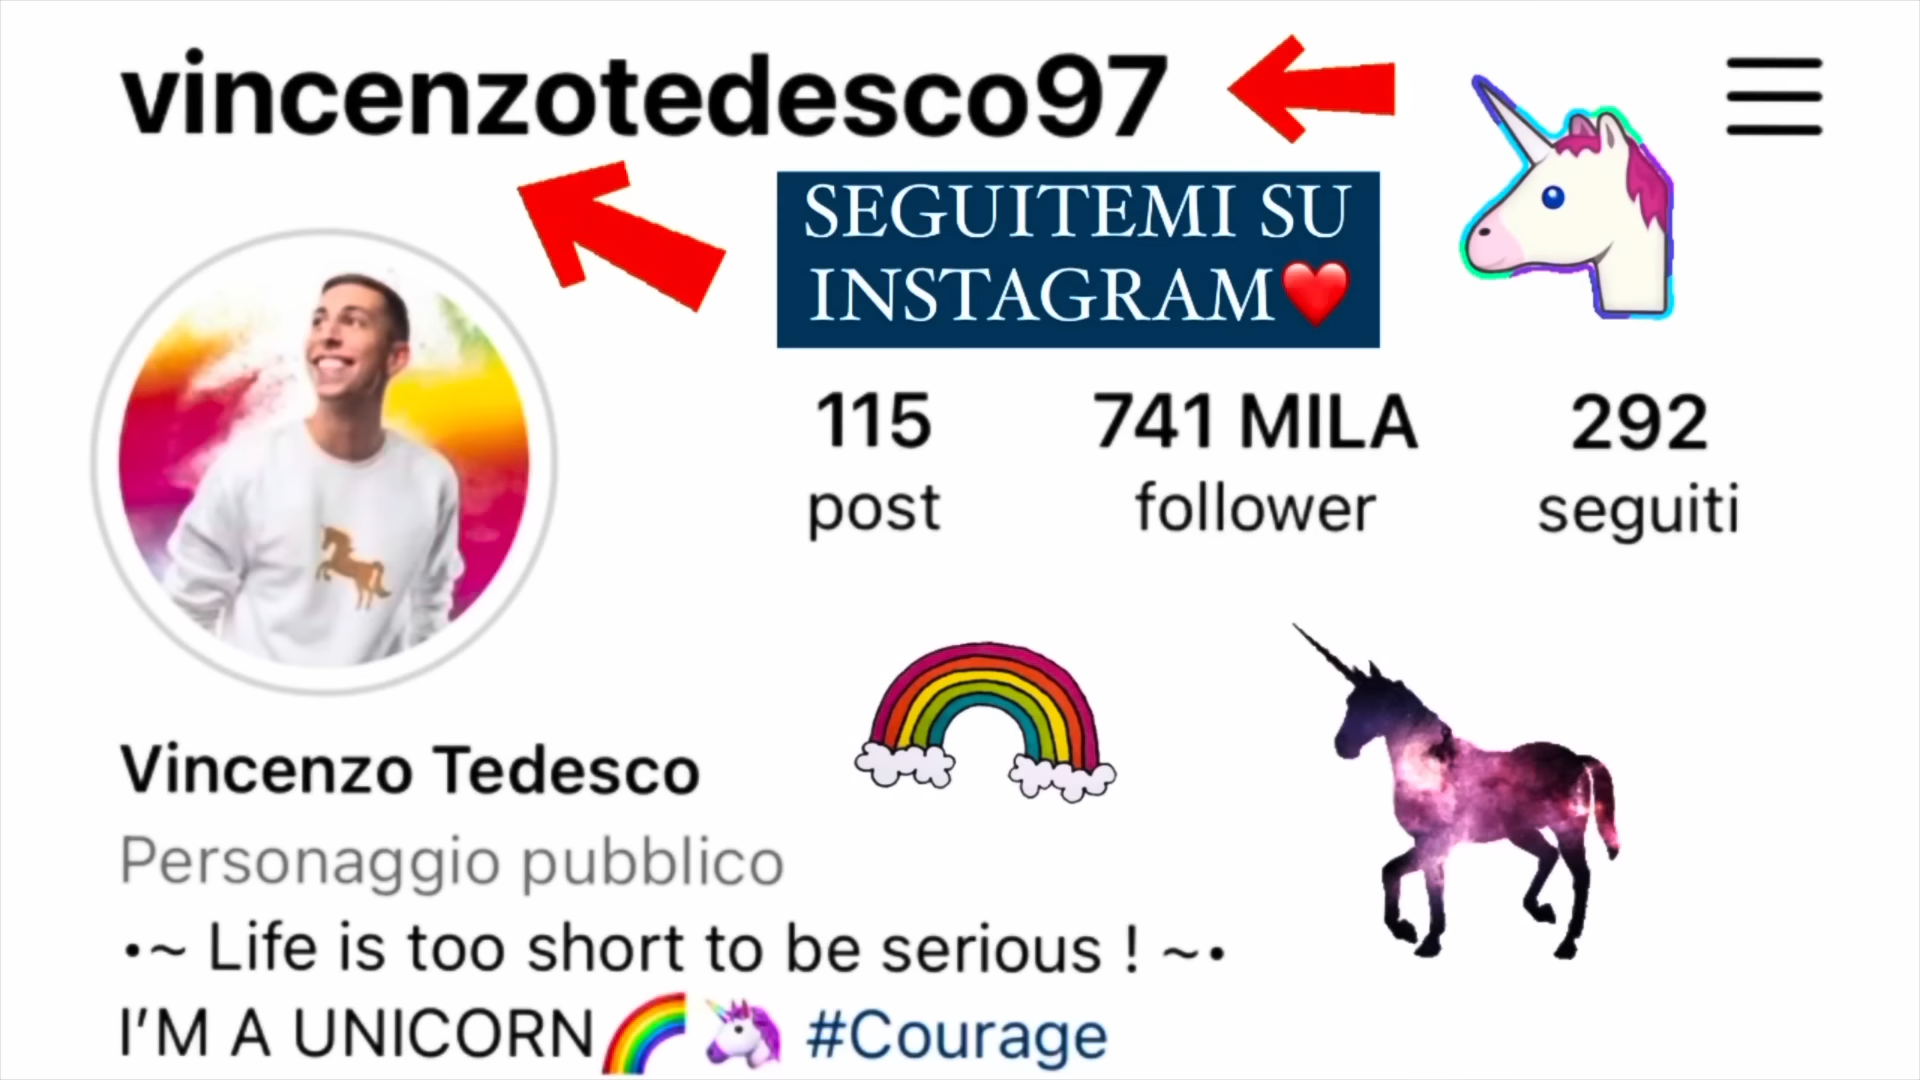 vincenzotedesco97
SEGUITEMI SU
INSTAGRAM❤️
115
post
741 MILA
follower
292
seguiti
Vincenzo Tedesco
Personaggio pubblico
•~ Life is too short to be serious ! ~•
I’M A UNICORN🌈🦄 #Courage